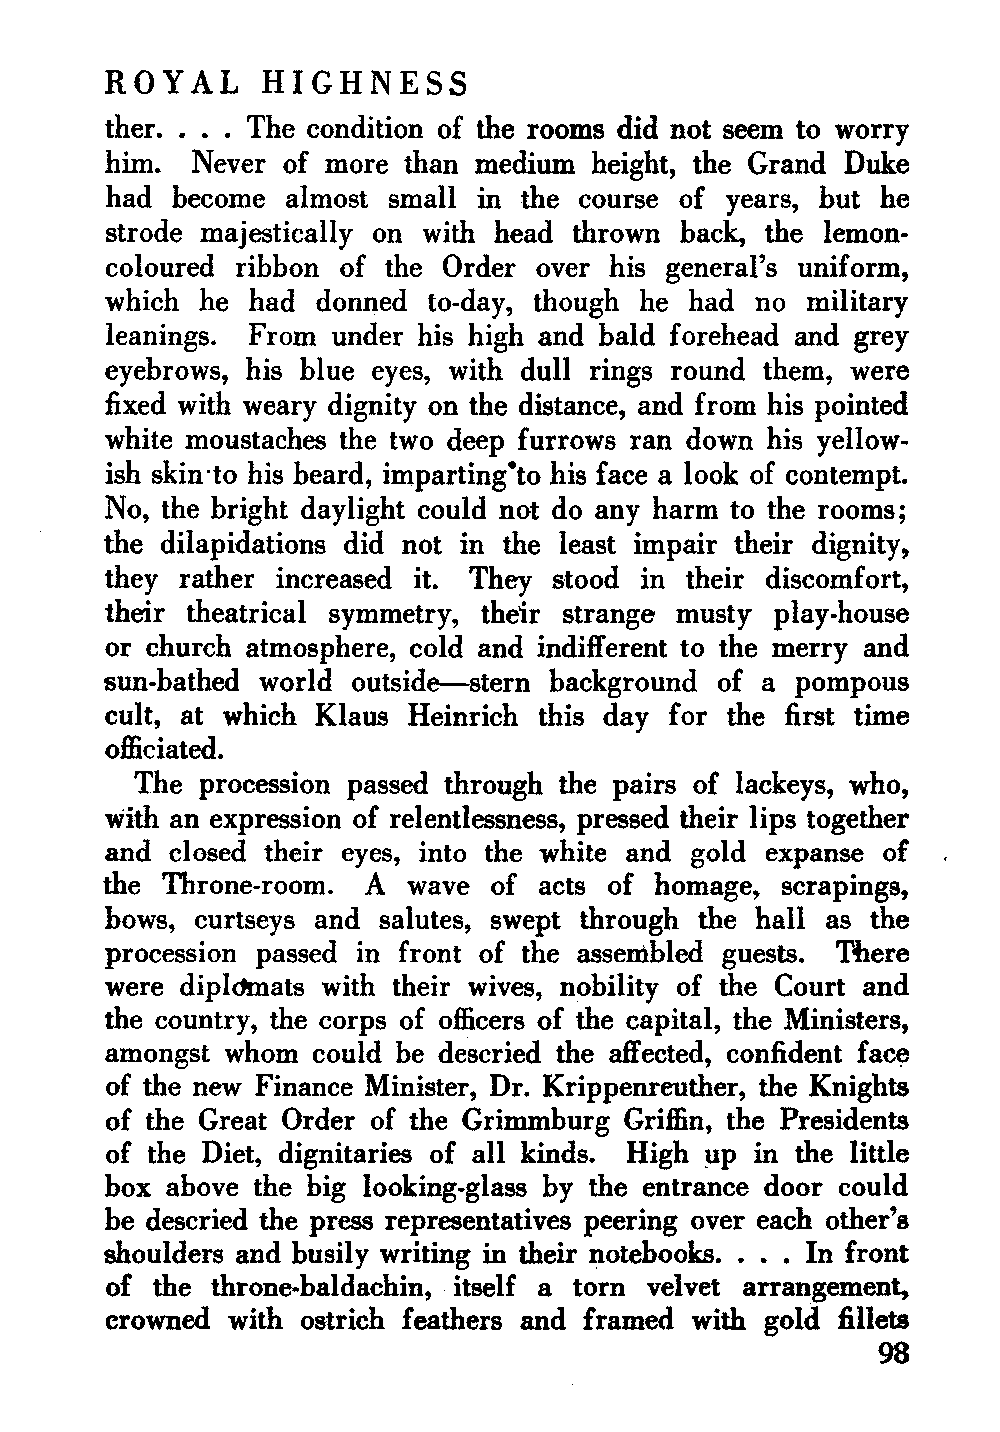 ROYAL HIGHNESS
ther. . . . The condition of the rooms did not seem to worry
him. Never of more than medium height, the Grand Duke
had become almost small in the course of years, but he
strode majestically on with head thrown back, the lemon-
coloured ribbon of the Order over his general's uniform,
which he had donned to-day, though he had no military
leanings. From under his high and bald forehead and grey
eyebrows, his blue eyes, with dull rings round them, were
fixed with weary dignity on the distance, and from his pointed
white moustaches the two deep furrows ran down his yellow-
ish skin to his beard, imparting to his face a look of contempt.
No, the bright daylight could not do any harm to the rooms;
the dilapidations did not in the least impair their dignity,
they rather increased it. They stood in their discomfort,
their theatrical symmetry, their strange musty play-house
or church atmosphere, cold and indifferent to the merry and
sun-bathed world outside—stern background of a pompous
cult, at which Klaus Heinrich this day for the first time
officiated.
The procession passed through the pairs of lackeys, who,
with an expression of relentlessness, pressed their lips together
and closed their eyes, into the white and gold expanse of
the Throne-room. A wave of acts of homage, scrapings,
bows, curtseys and salutes, swept through the hall as the
procession passed in front of the assembled guests. There
were diplomats with their wives, nobility of the Court and
the country, the corps of officers of the capital, the Ministers,
amongst whom could be descried the affected, confident face
of the new Finance Minister, Dr. Krippenreuther, the Knights
of the Great Order of the Grimmburg Griffin, the Presidents
of the Diet, dignitaries of all kinds. High up in the little
box above the big looking-glass by the entrance door could
be descried the press representatives peering over each other's
shoulders and busily writing in their notebooks. . . . In front
of the throne-baldachin, itself a torn velvet arrangement,
crowned with ostrich feathers and framed with gold fillets
98